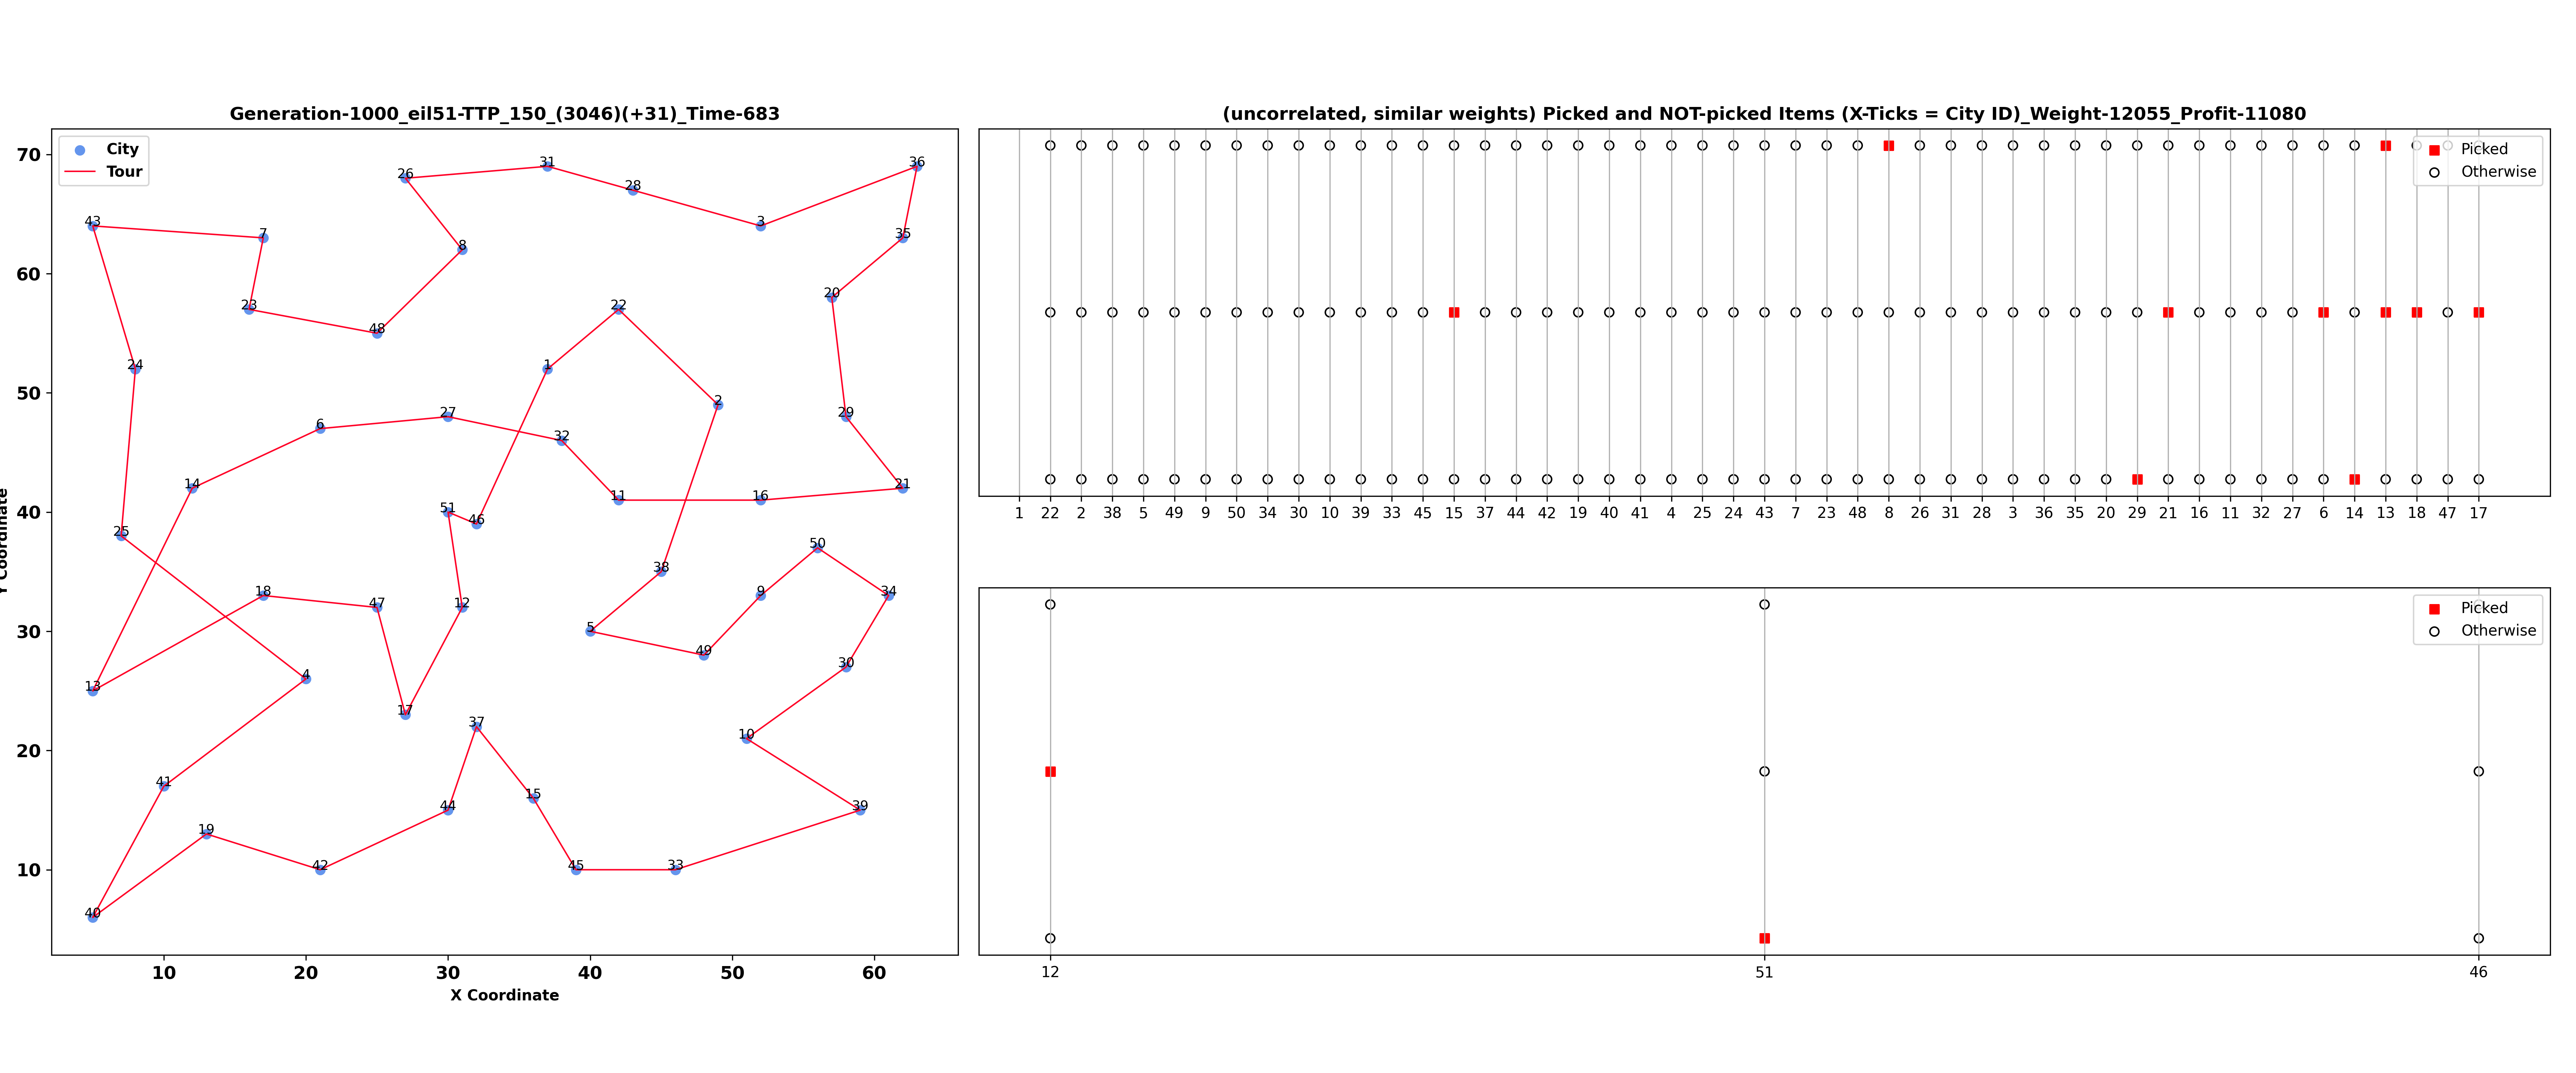 Generation-1000_eil51-TTP_150_(3046)(+31)_Time-683
City
Tour
70
60
50
40
30
20
10
Y Coordinate
10 20 30 40 50 60
X Coordinate
26 31 28 36
43 7 8 3 35
23 48 22 20
24 1 2 29
6 27 32 21
14 11 16
51 46
25 38 50
18 47 12 9 34
5 49 30
13 4
17 37 10
41 15 39
19 44
42 45 33
40
(uncorrelated, similar weights) Picked and NOT-picked Items (X-Ticks = City ID)_Weight-12055_Profit-11080
Picked
Otherwise
1 22 2 38 5 49 9 50 34 30 10 39 33 45 15 37 44 42 19 40 41 4 25 24 43 7 23 48 8 26 31 28 3 36 35 20 29 21 16 11 32 27 6 14 13 18 47 17
Picked
Otherwise
12 51 46